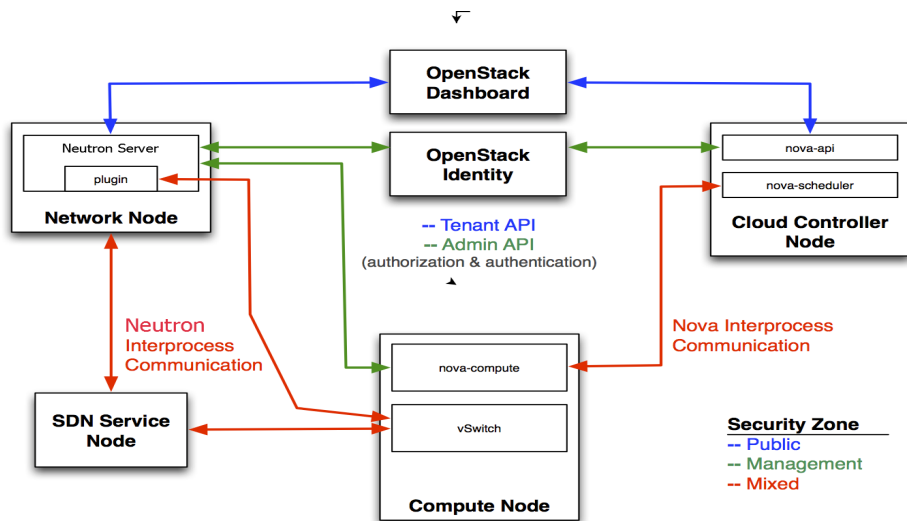 OpenStack
Dashboard
Neutron Server
plugin
Network Node
OpenStack
Identity
nova-api
nova-scheduler
Cloud Controller
Node
-- Tenant API
-- Admin API
(authorization & authentication)
Neutron
Interprocess
Communication
Nova Interprocess
Communication
nova-compute
vSwitch
Compute Node
SDN Service
Node
Security Zone
-- Public
-- Management
-- Mixed